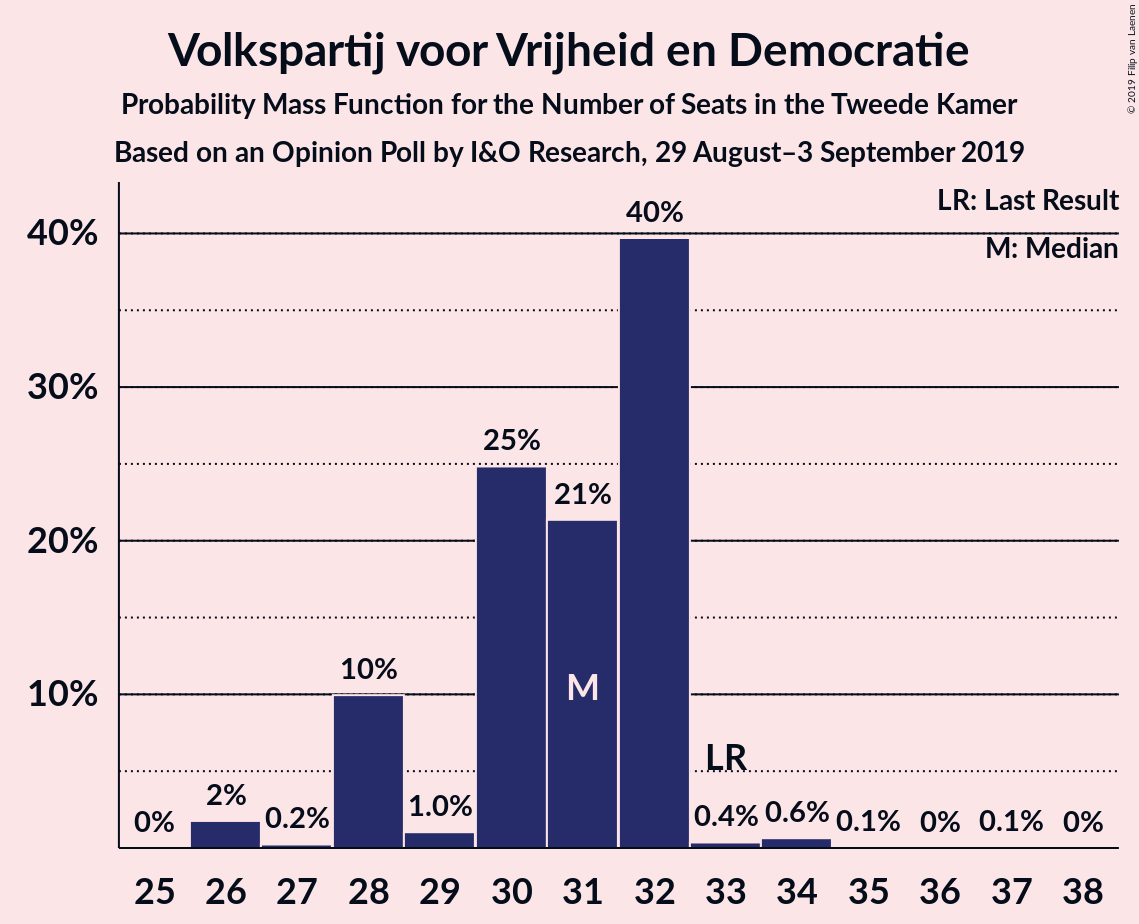 Volkspartij voor Vrijheid en Democratie
Probability Mass Function for the Number of Seats in the Tweede Kamer
Based on an Opinion Poll by I&O Research, 29 August–3 September 2019
© 2019 Filip van Laenen
LR: Last Result
M: Median
40%
30%
20%
10%
0%
2%
0.2%
10%
1.0%
25%
21%
40%
0.4%
0.6%
0.1%
0%
0.1%
0%
M
LR
25 26 27 28 29 30 31 32 33 34 35 36 37 38